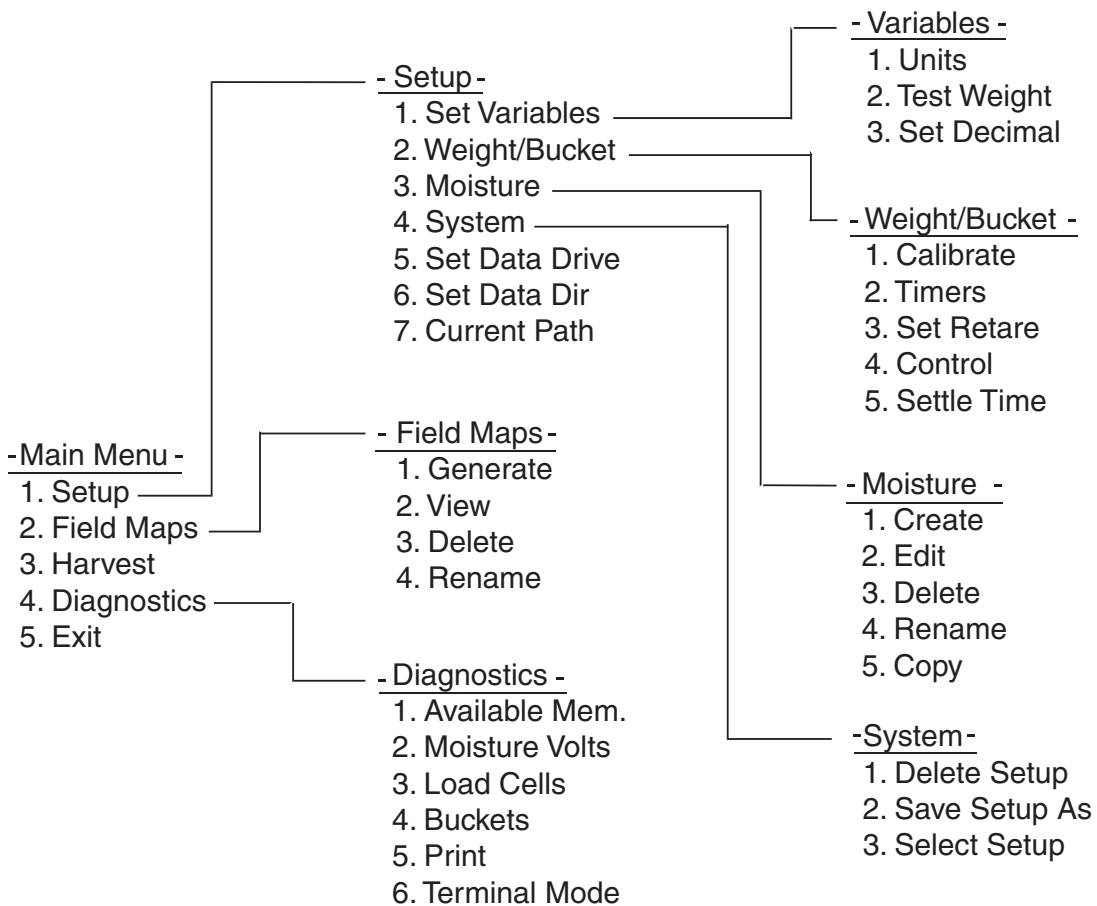 - Main Menu -
1. Setup
2. Field Maps
3. Harvest
4. Diagnostics
5. Exit
- Setup -
1. Set Variables
2. Weight/Bucket
3. Moisture
4. System
5. Set Data Drive
6. Set Data Dir
7. Current Path
- Field Maps -
1. Generate
2. View
3. Delete
4. Rename
- Diagnostics -
1. Available Mem.
2. Moisture Volts
3. Load Cells
4. Buckets
5. Print
6. Terminal Mode
- Variables -
1. Units
2. Test Weight
3. Set Decimal
- Weight/Bucket -
1. Calibrate
2. Timers
3. Set Retare
4. Control
5. Settle Time
- Moisture -
1. Create
2. Edit
3. Delete
4. Rename
5. Copy
- System -
1. Delete Setup
2. Save Setup As
3. Select Setup